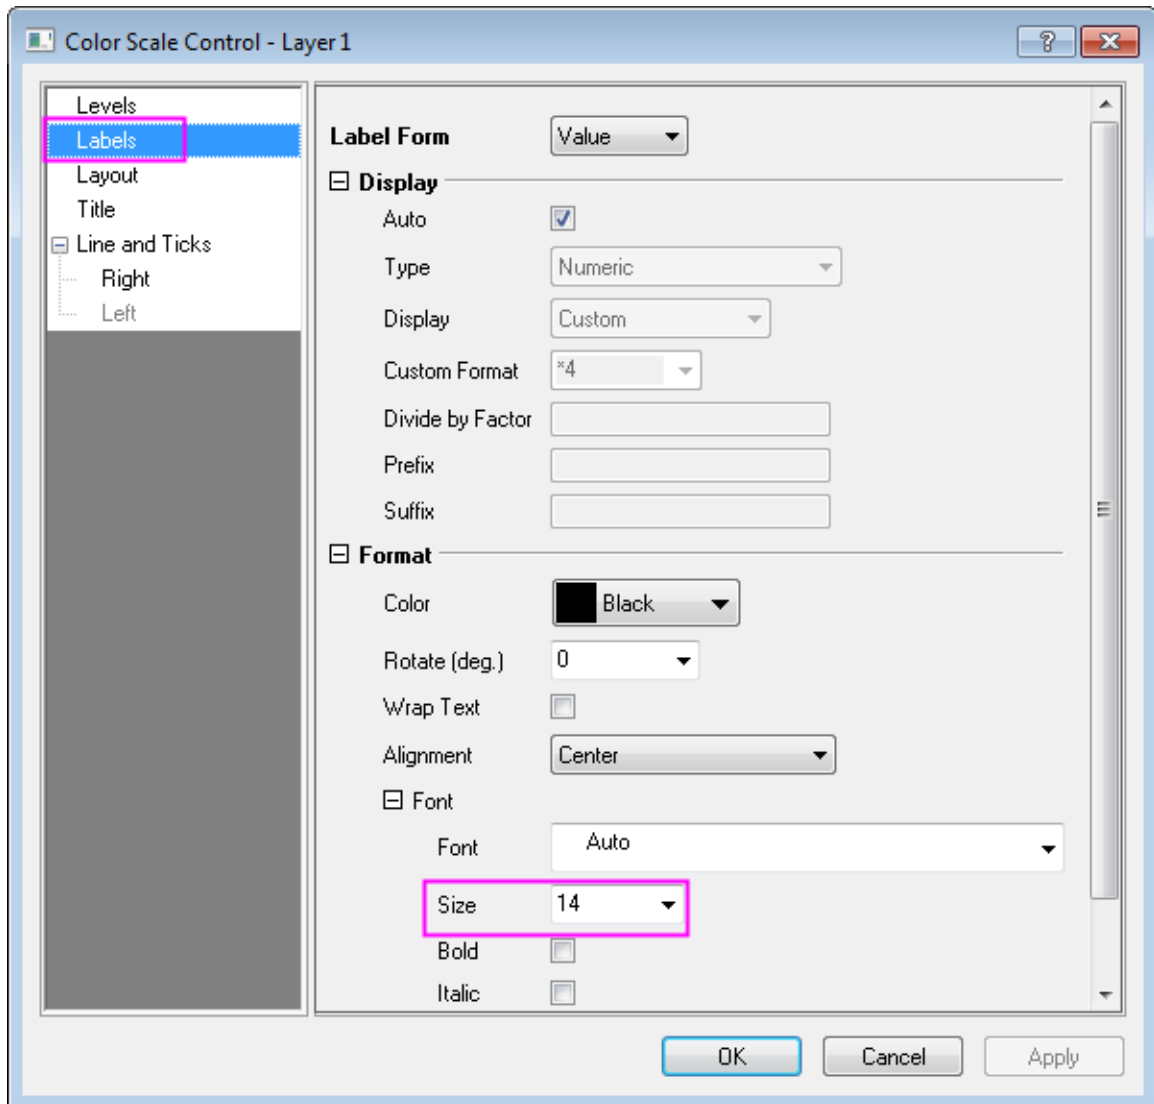 Color Scale Control - Layer 1
Levels
Labels
Layout
Title
Line and Ticks
Right
Left
Label Form Value
Display
Auto
Type Numeric
Display Custom
Custom Format *4
Divide by Factor
Prefix
Suffix
Format
Color Black
Rotate (deg.) 0
Wrap Text
Alignment Center
Font
Font Auto
Size 14
Bold
Italic
OK Cancel Apply